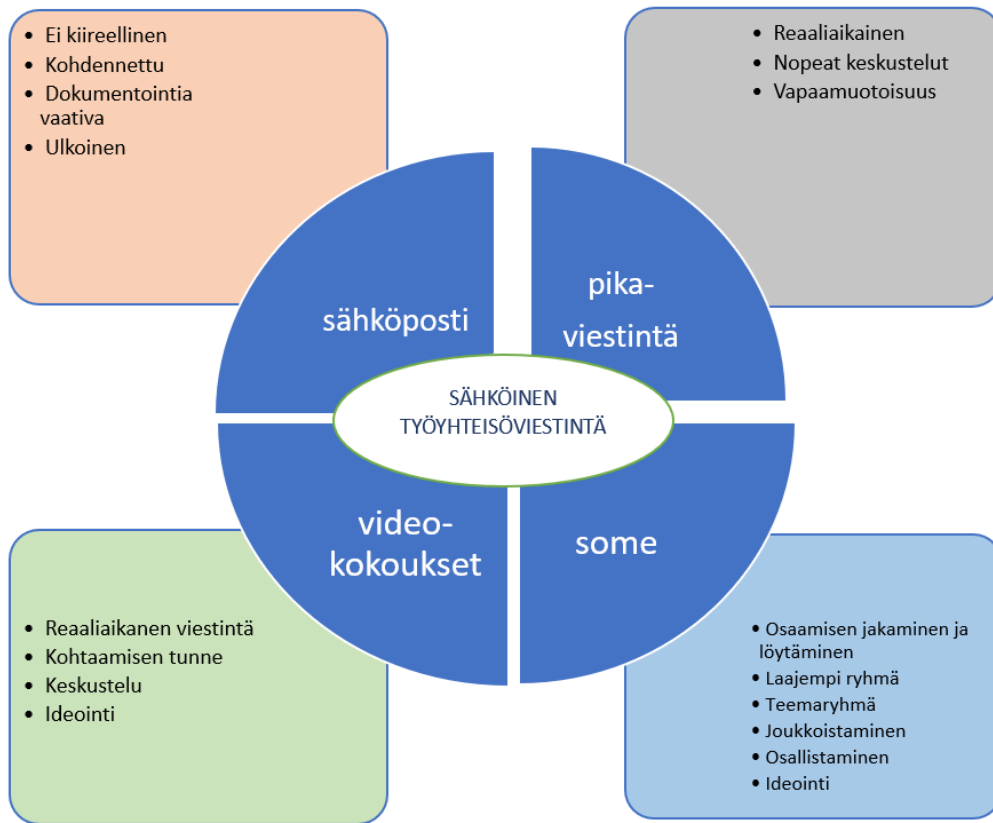 • Ei kiireellinen
• Kohdennettu
• Dokumentointia
vaativa
• Ulkoinen
• Reaaliaikainen
• Nopeat keskustelut
• Vapaamuotoisuus
sähköposti
pika-
viestintä
SÄHKÖINEN
TYÖYHTEISÖVIESTINTÄ
video-
kokoukset
some
• Reaaliaikanen viestintä
• Kohtaamisen tunne
• Keskustelu
• Ideointi
• Osaamisen jakaminen ja
löytäminen
• Laajempi ryhmä
• Teemaryhmä
• Joukkoistaminen
• Osallistaminen
• Ideointi